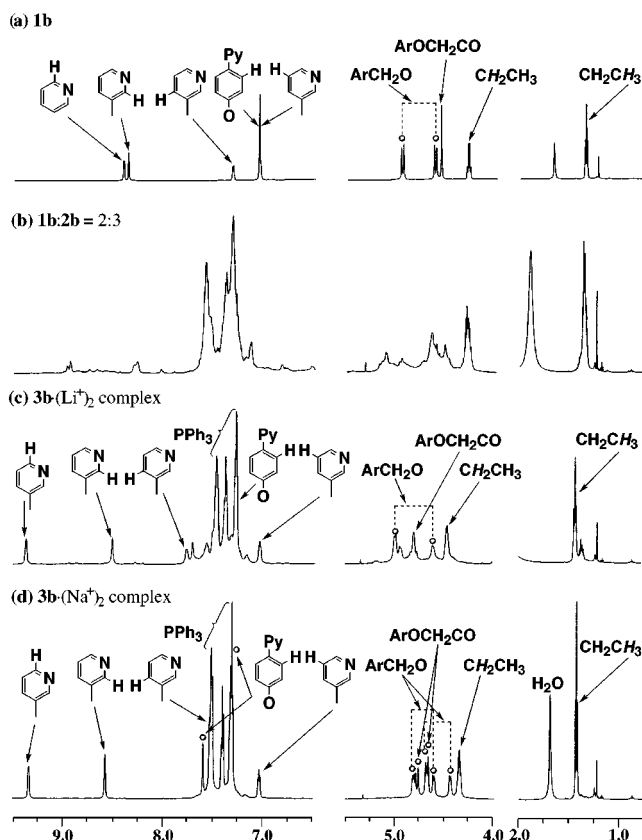 (a) 1b
H N
N H
H N
Py
H
O
H N
ArCH₂O
ArOCH₂CO
CH₂CH₃
CH₂CH₃
(b) 1b:2b = 2:3
(c) 3b·(Li⁺)₂ complex
H
N
N H
H N
PPh₃
Py
H
O
H N
ArCH₂O
ArOCH₂CO
CH₂CH₃
CH₂CH₃
(d) 3b·(Na⁺)₂ complex
H
N
N H
H N
PPh₃
Py
H
O
H N
ArOCH₂CO
ArCH₂O
CH₂CH₃
H₂O
CH₂CH₃
9.0 8.0 7.0 5.0 4.0 2.0 1.0